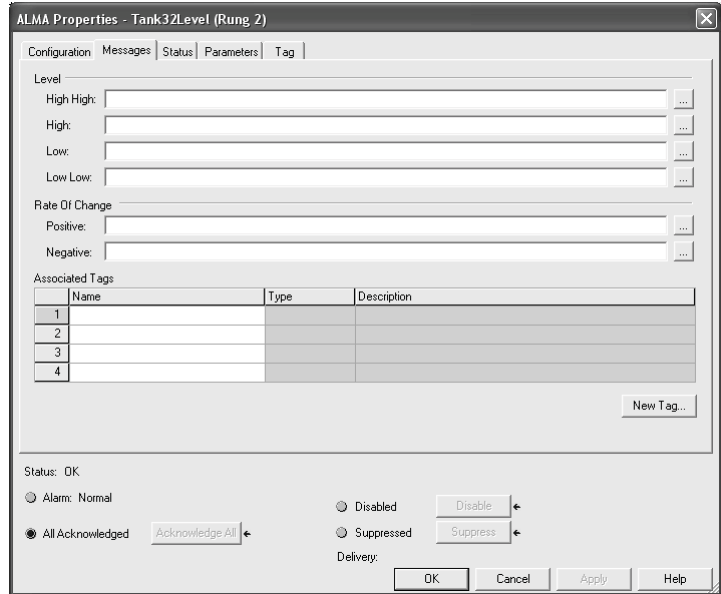 ALMA Properties - Tank32Level (Rung 2)
Configuration Messages Status Parameters Tag
Level
High High: ...
High: ...
Low: ...
Low Low: ...
Rate Of Change
Positive: ...
Negative: ...
Associated Tags
Name Type Description
1
2
3
4
New Tag...
Status: OK
Alarm: Normal
Disabled Disable
All Acknowledged Acknowledge All
Suppressed Suppress
Delivery:
OK Cancel Apply Help